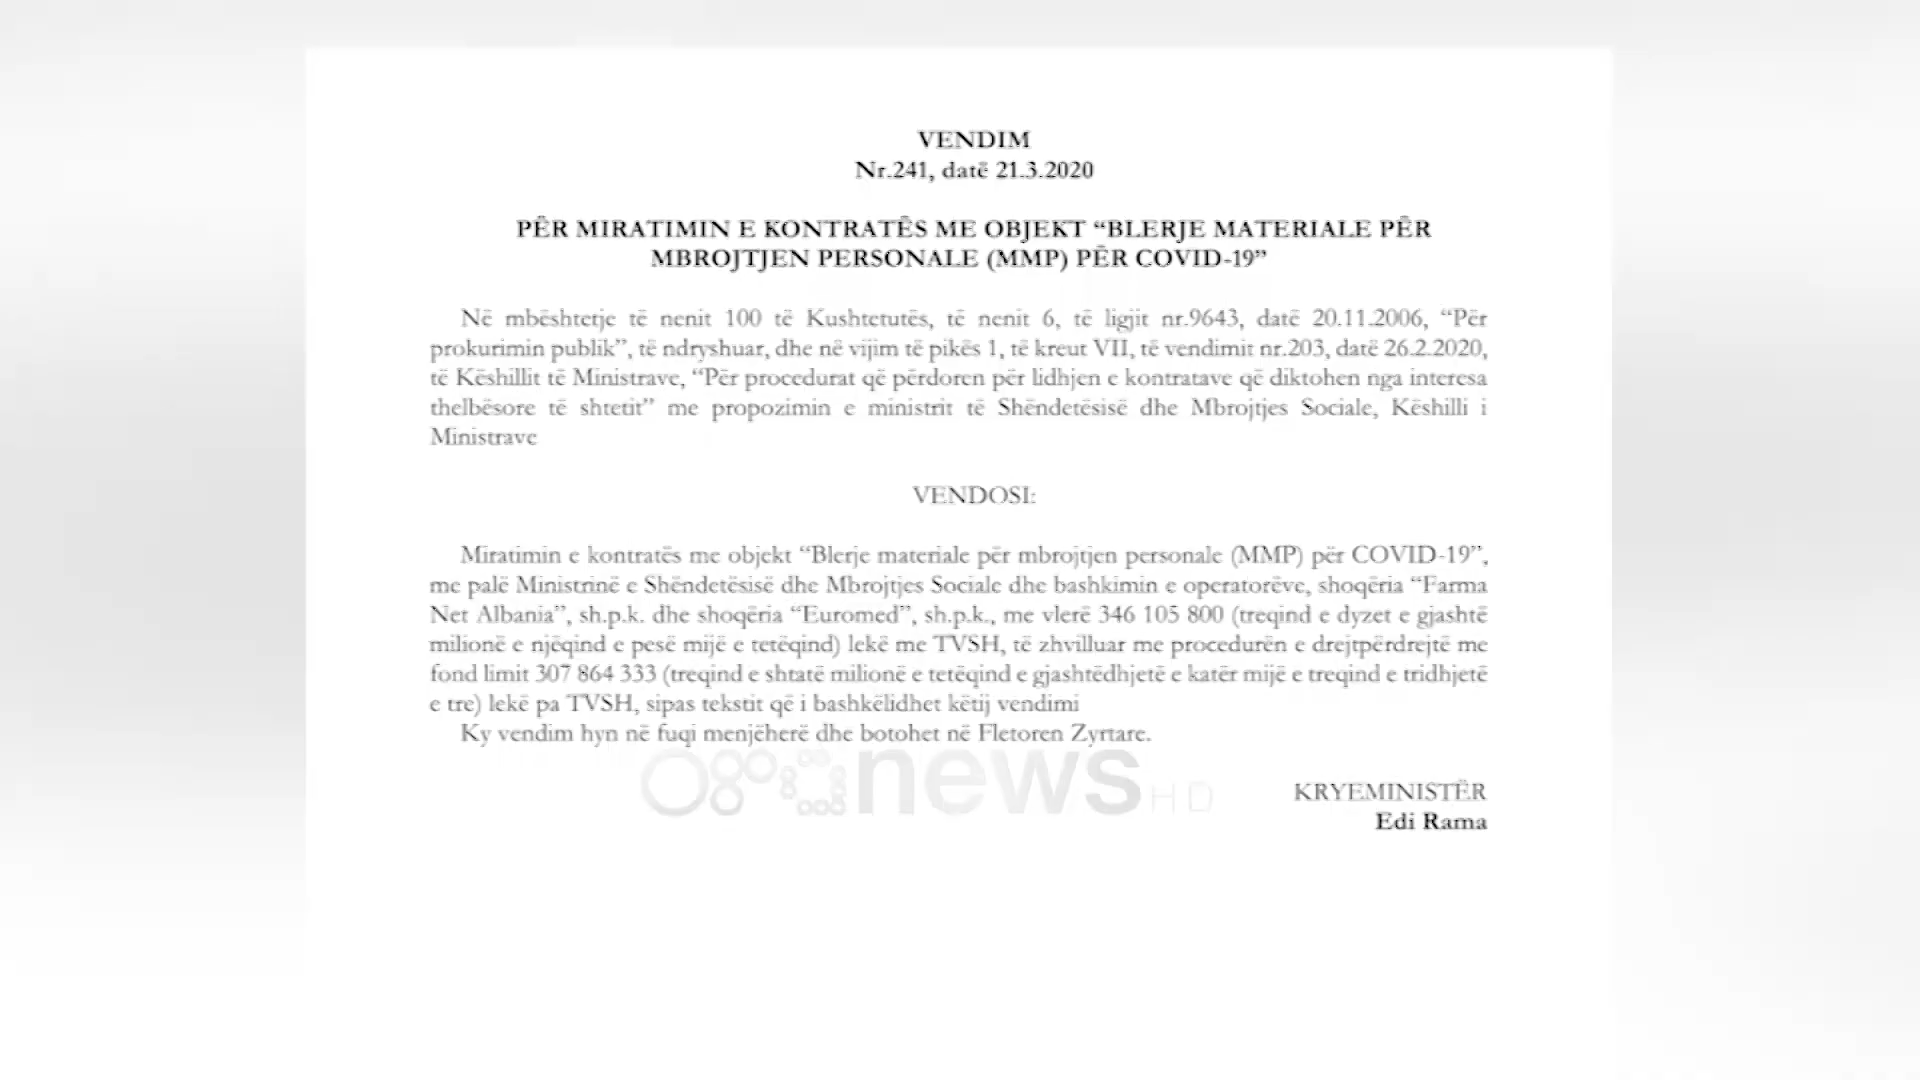 VENDIM
Nr.241, datë 21.3.2020
PËR MIRATIMIN E KONTRATËS ME OBJEKT “BLERJE MATERIALE PËR
MBROJTJEN PERSONALE (MMP) PËR COVID-19”
Në mbështetje të nenit 100 të Kushtetutës, të nenit 6, të ligjit nr.9643, datë 20.11.2006, “Për
prokurimin publik”, të ndryshuar, dhe në vijim të pikës 1, të kreut VII, të vendimit nr.203, datë 26.2.2020,
të Këshillit të Ministrave, “Për procedurat që përdoren për lidhjen e kontratave që diktohen nga interesa
thelbësore të shtetit” me propozimin e ministrit të Shëndetësisë dhe Mbrojtjes Sociale, Këshilli i
Ministrave
VENDOSI:
Miratimin e kontratës me objekt “Blerje materiale për mbrojtjen personale (MMP) për COVID-19”,
me palë Ministrinë e Shëndetësisë dhe Mbrojtjes Sociale dhe bashkimin e operatorëve, shoqëria “Farma
Net Albania”, sh.p.k. dhe shoqëria “Euromed”, sh.p.k., me vlerë 346 105 800 (treqind e dyzet e gjashtë
milionë e njëqind e pesë mijë e tetëqind) lekë me TVSH, të zhvilluar me procedurën e drejtpërdrejtë me
fond limit 307 864 333 (treqind e shtatë milionë e tetëqind e gjashtëdhjetë e katër mijë e treqind e tridhjetë
e tre) lekë pa TVSH, sipas tekstit që i bashkëlidhet këtij vendimi
Ky vendim hyn në fuqi menjëherë dhe botohet në Fletoren Zyrtare.
ora news HD
KRYEMINISTËR
Edi Rama